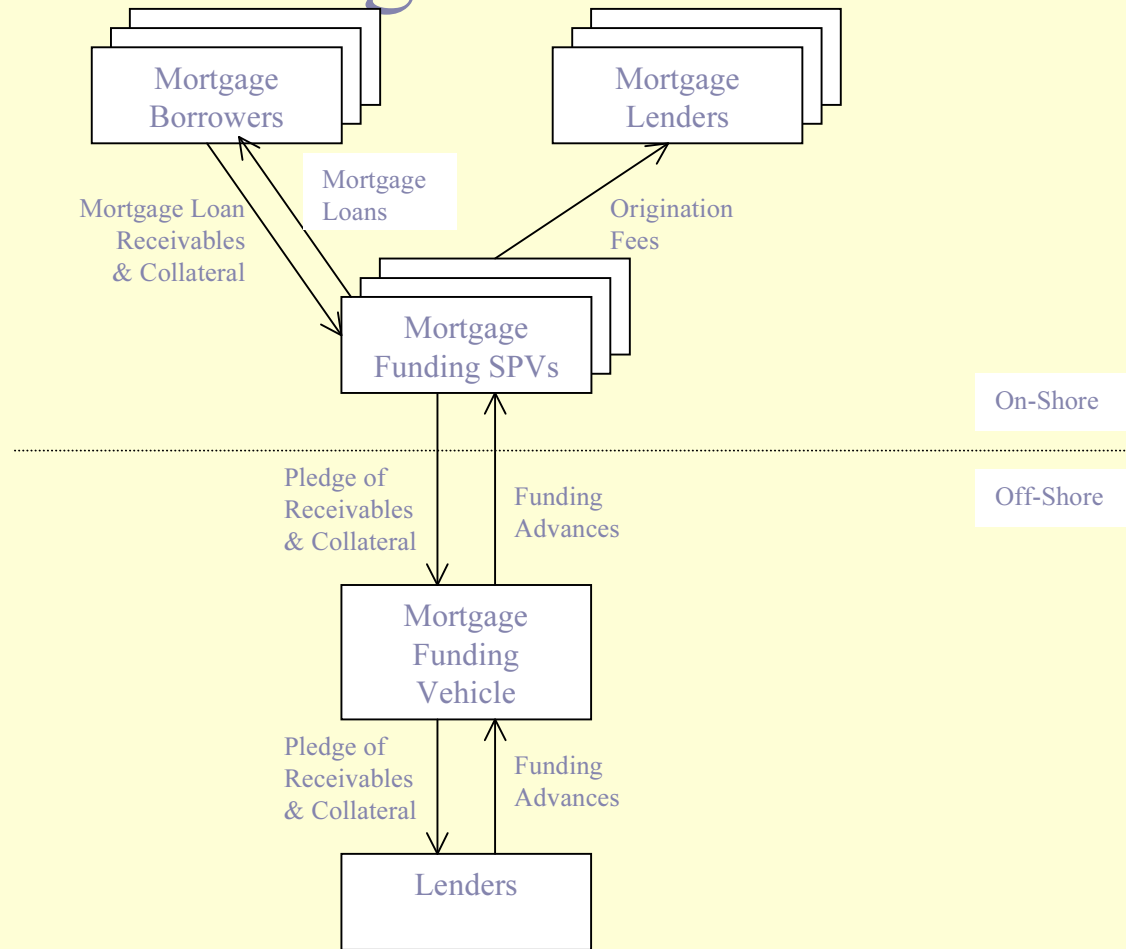 Mortgage
Borrowers
Mortgage
Lenders
Mortgage
Loans
Mortgage Loan
Receivables
& Collateral
Origination
Fees
Mortgage
Funding SPVs
On-Shore
Off-Shore
Pledge of
Receivables
& Collateral
Funding
Advances
Mortgage
Funding
Vehicle
Pledge of
Receivables
& Collateral
Funding
Advances
Lenders